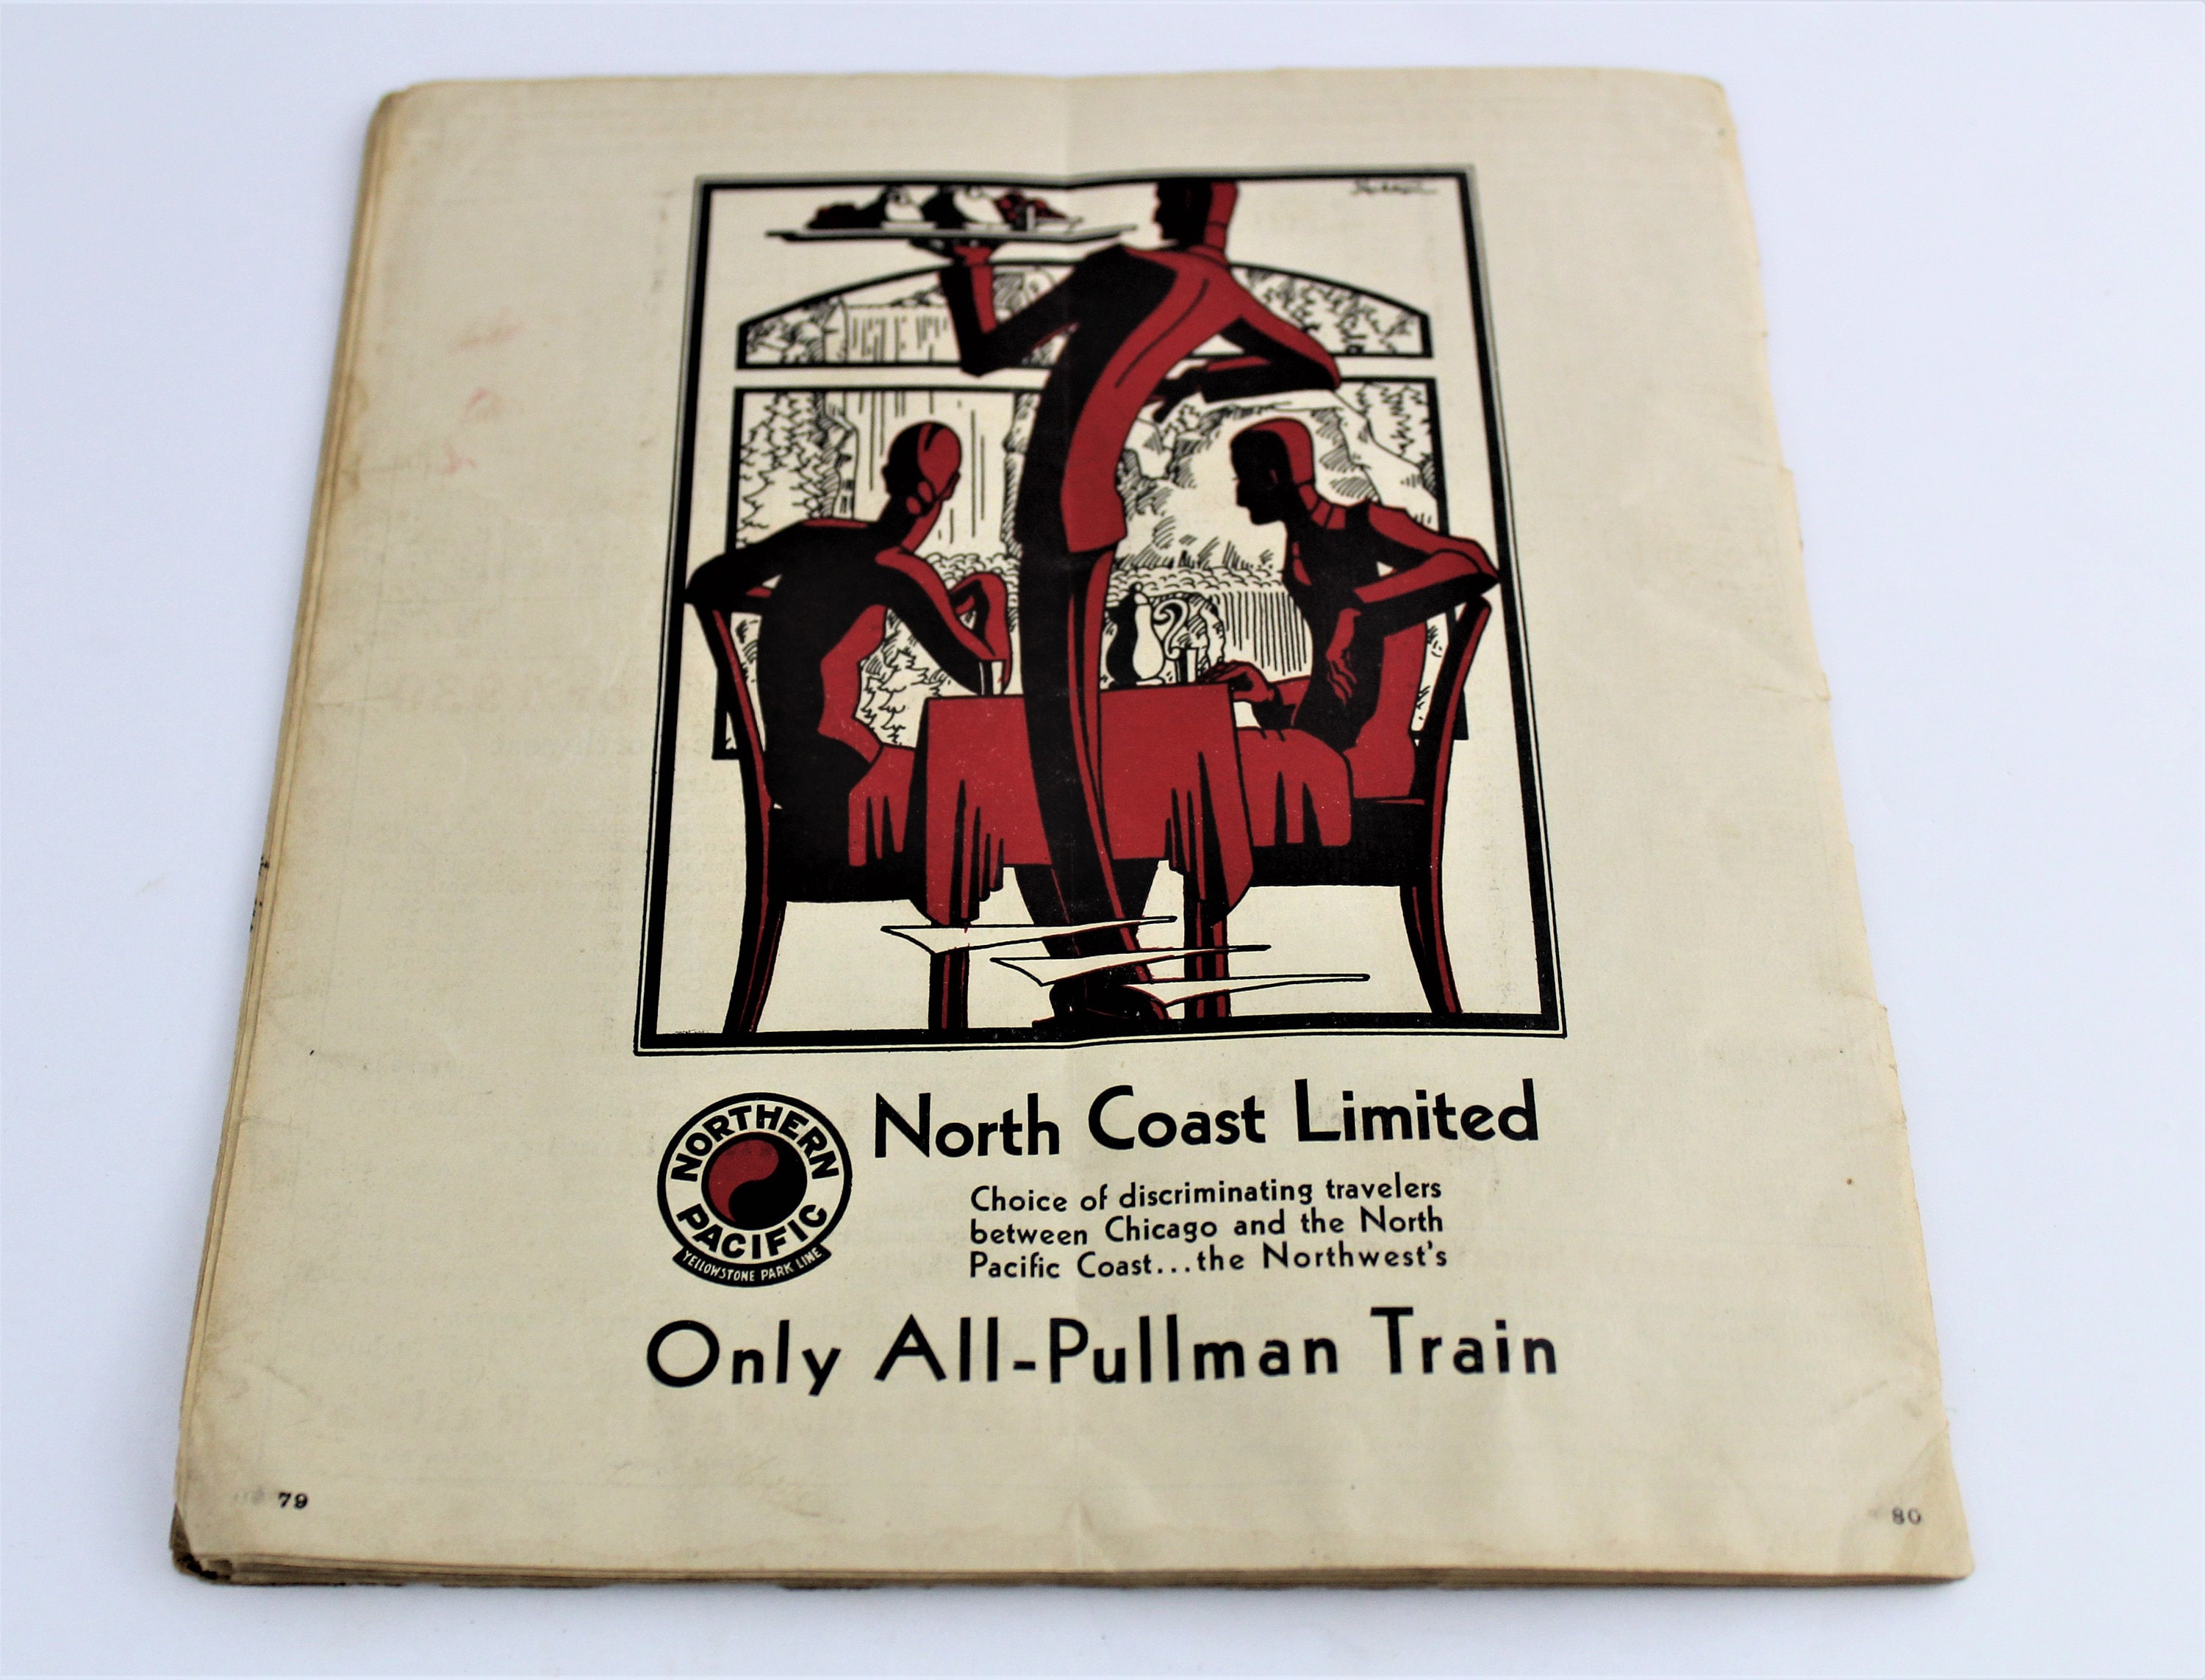 NORTHERN
PACIFIC
YELLOWSTONE PARK LINE
North Coast Limited
Choice of discriminating travelers
between Chicago and the North
Pacific Coast...the Northwest's
Only All-Pullman Train
79
80